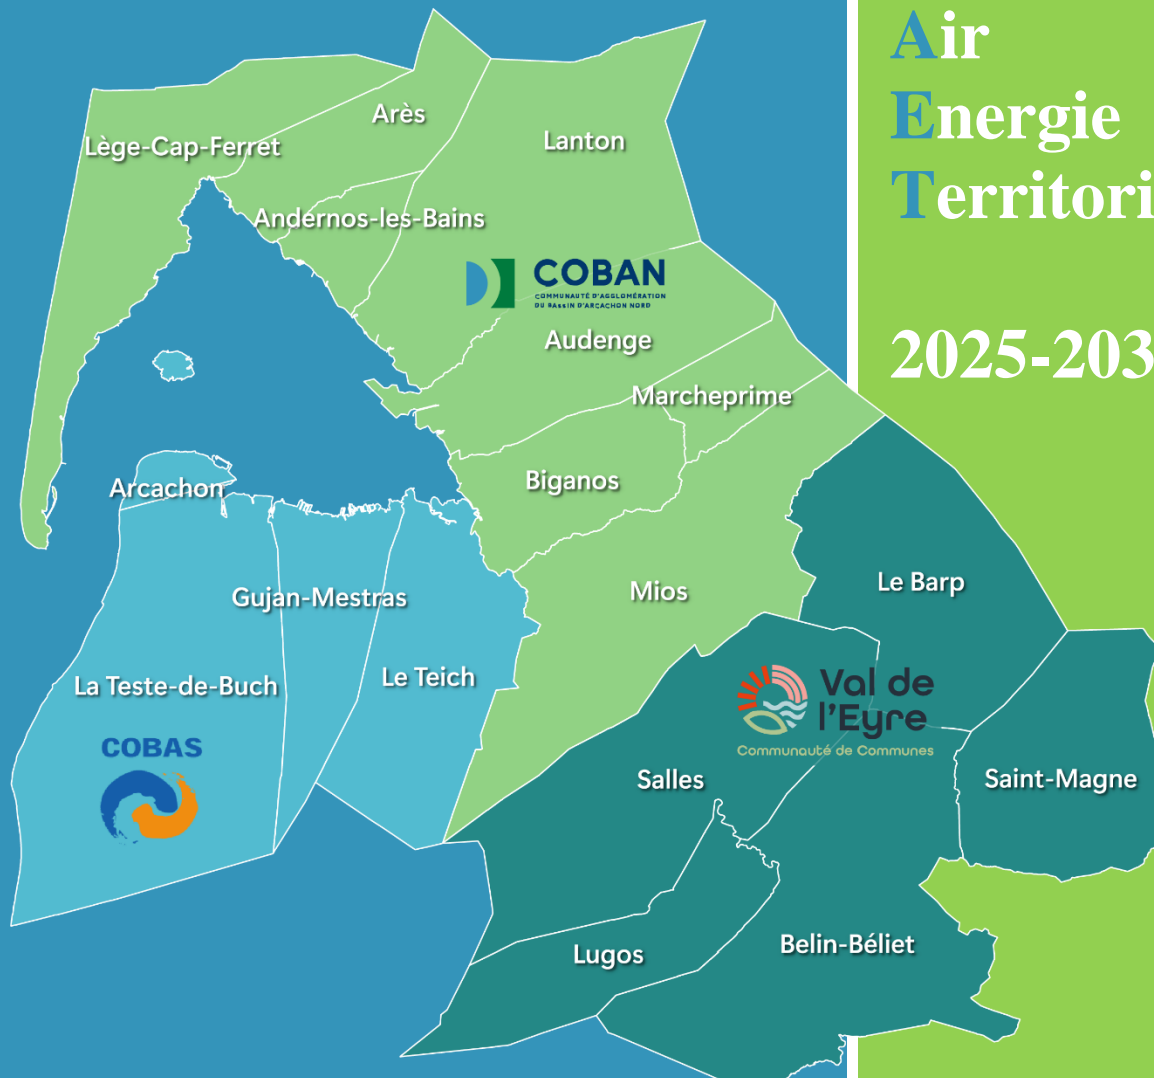 Air
Energie
Territori
2025-203
Arès
Lanton
Lège-Cap-Ferret
Andernos-les-Bains
COBAN
COMMUNAUTÉ D'AGGLOMÉRATION
DU BASSIN D'ARCACHON NORD
Audenge
Marcheprime
Biganos
Arcachon
Mios
Le Barp
Gujan-Mestras
La Teste-de-Buch
Le Teich
COBAS
Val de
l'Eyre
Communauté de Communes
Salles
Saint-Magne
Belin-Béliet
Lugos